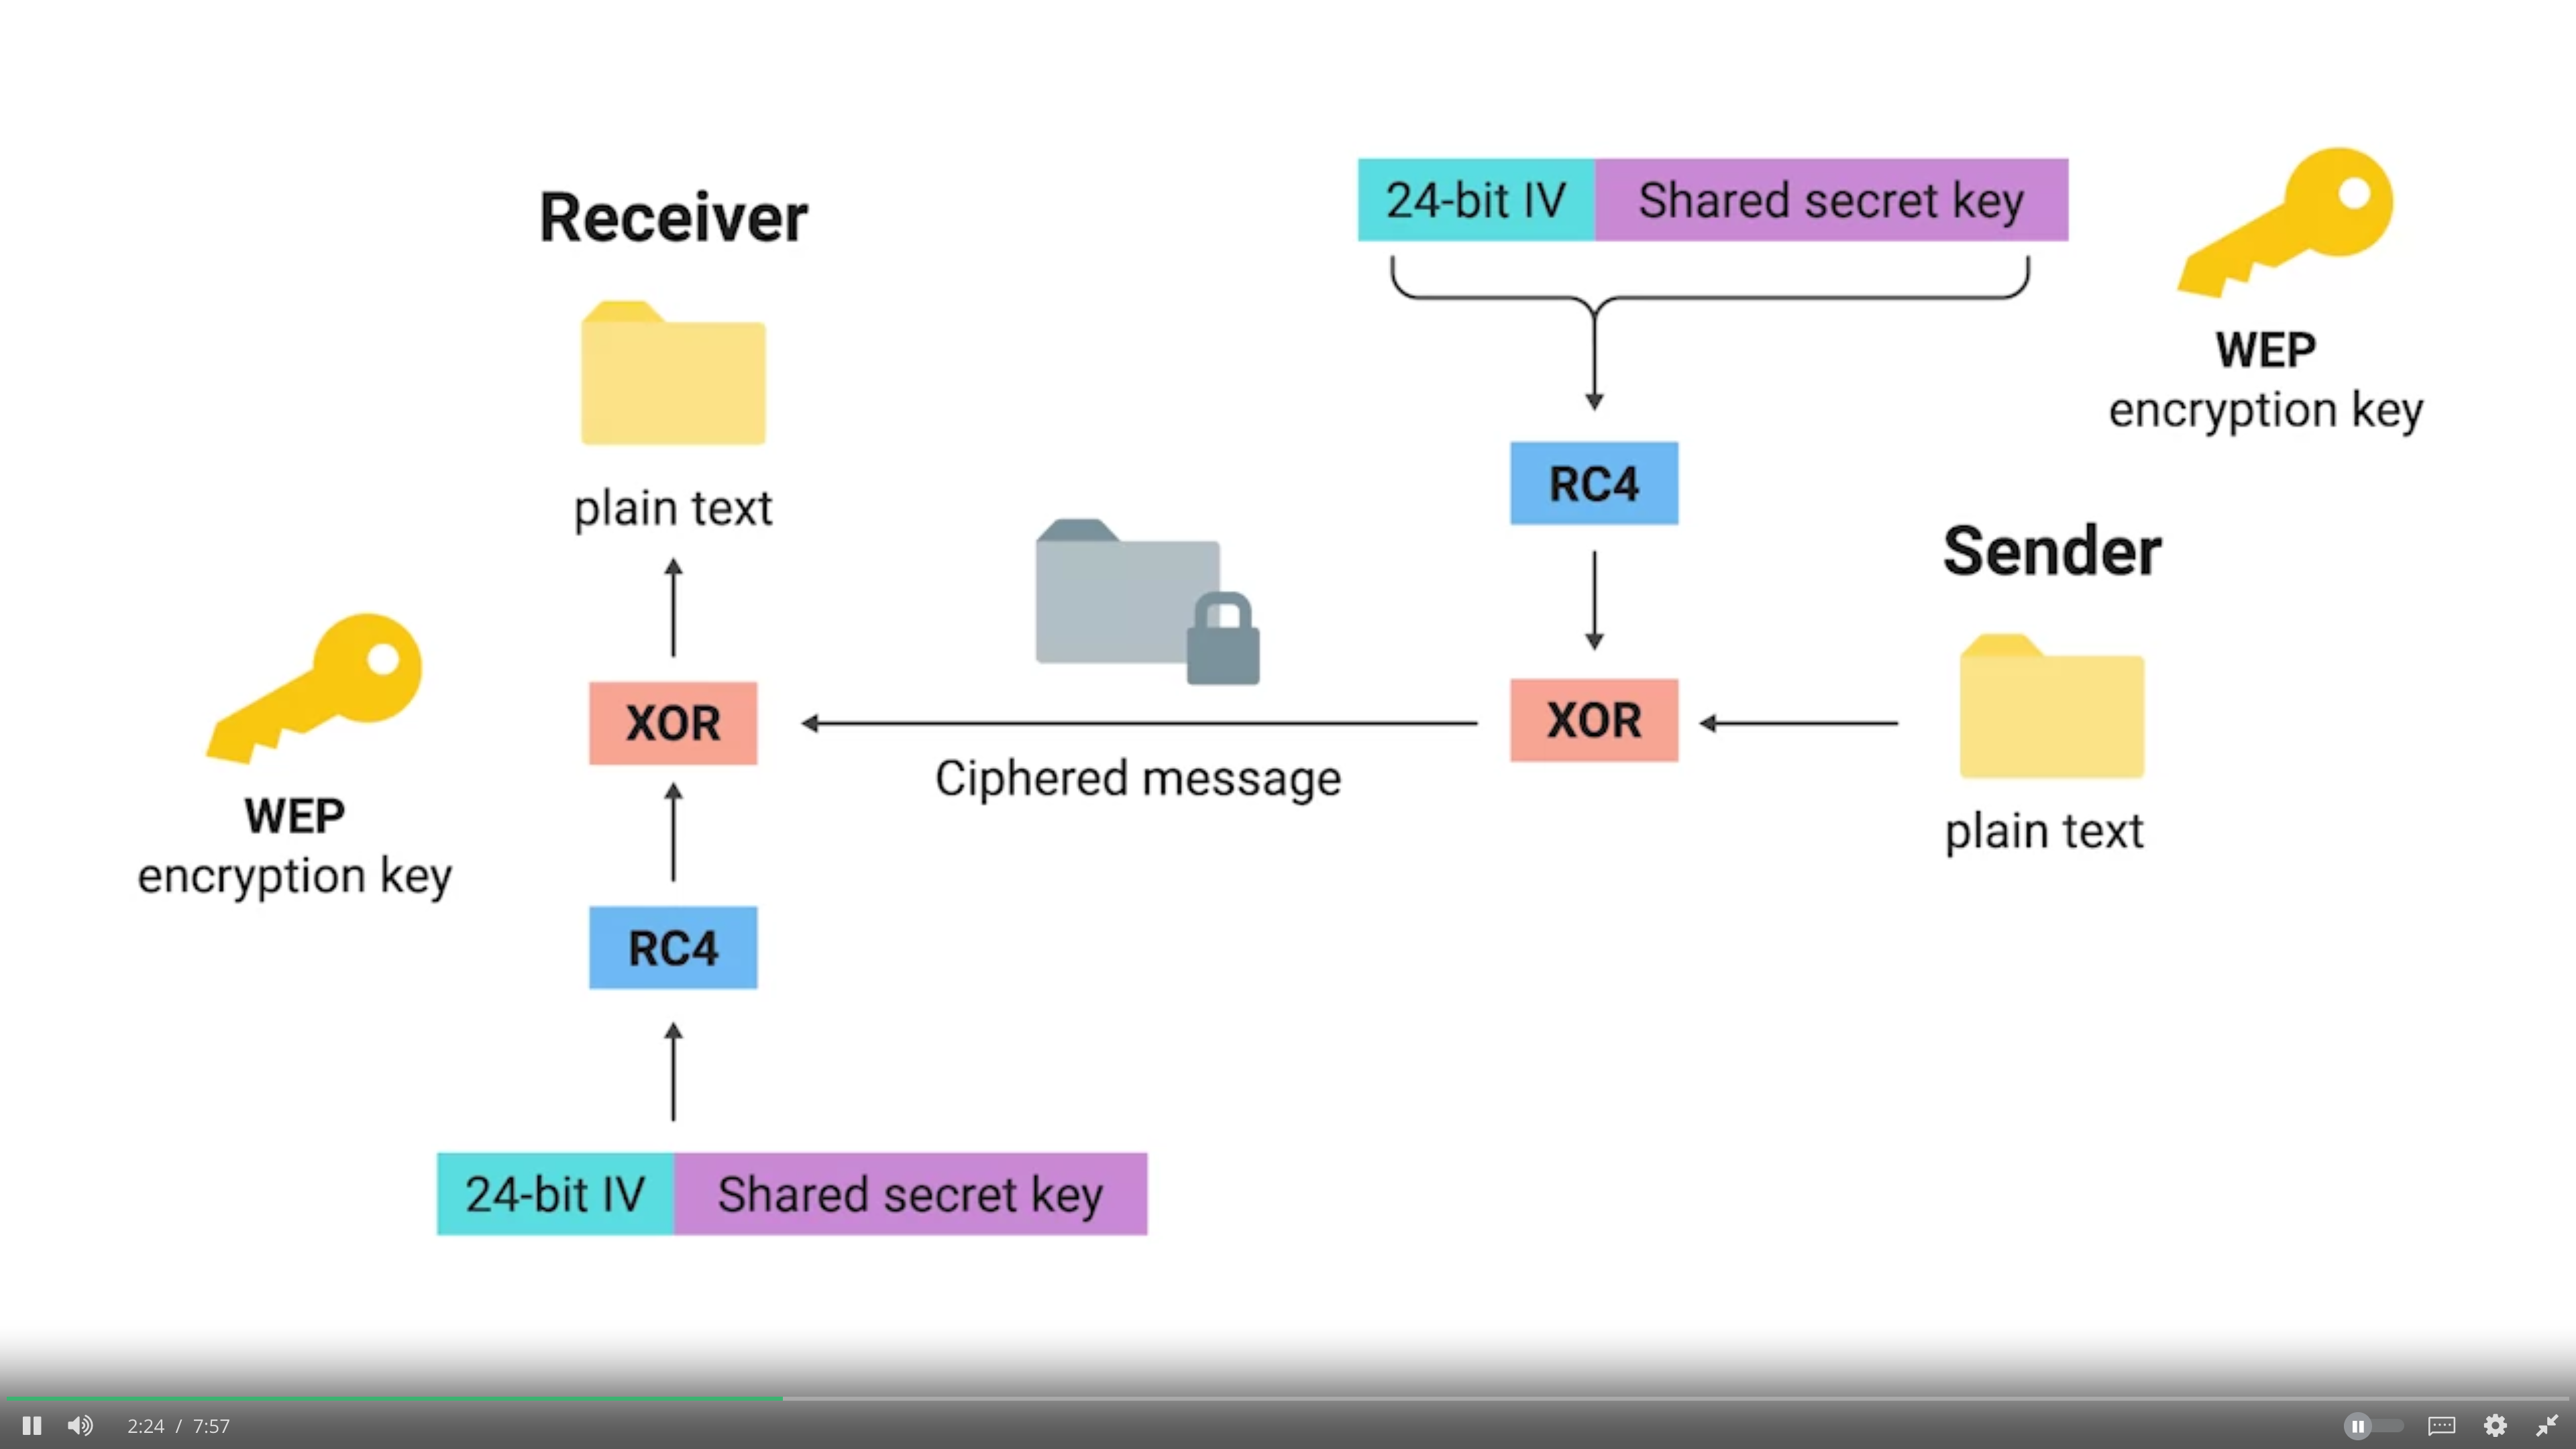 24-bit IV Shared secret key
Receiver
WEP
encryption key
plain text
RC4
Sender
WEP
encryption key
XOR
XOR
Ciphered message
plain text
RC4
24-bit IV Shared secret key
2:24 / 7:57